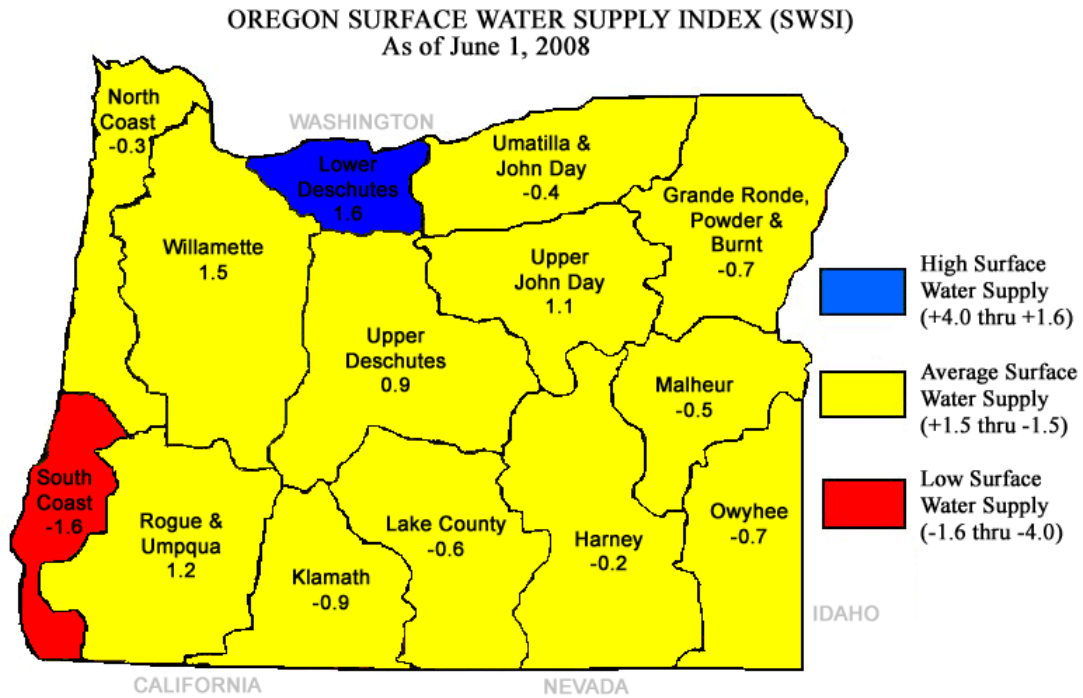 OREGON SURFACE WATER SUPPLY INDEX (SWSI)
As of June 1, 2008
WASHINGTON
North
Coast
-0.3
Lower
Deschutes
1.6
Umatilla &
John Day
-0.4
Grande Ronde,
Powder &
Burnt
-0.7
Willamette
1.5
Upper
John Day
1.1
Upper
Deschutes
0.9
Malheur
-0.5
South
Coast
-1.6
Rogue &
Umpqua
1.2
Klamath
-0.9
Lake County
-0.6
Harney
-0.2
Owyhee
-0.7
High Surface
Water Supply
(+4.0 thru +1.6)
Average Surface
Water Supply
(+1.5 thru -1.5)
Low Surface
Water Supply
(-1.6 thru -4.0)
IDAHO
CALIFORNIA
NEVADA